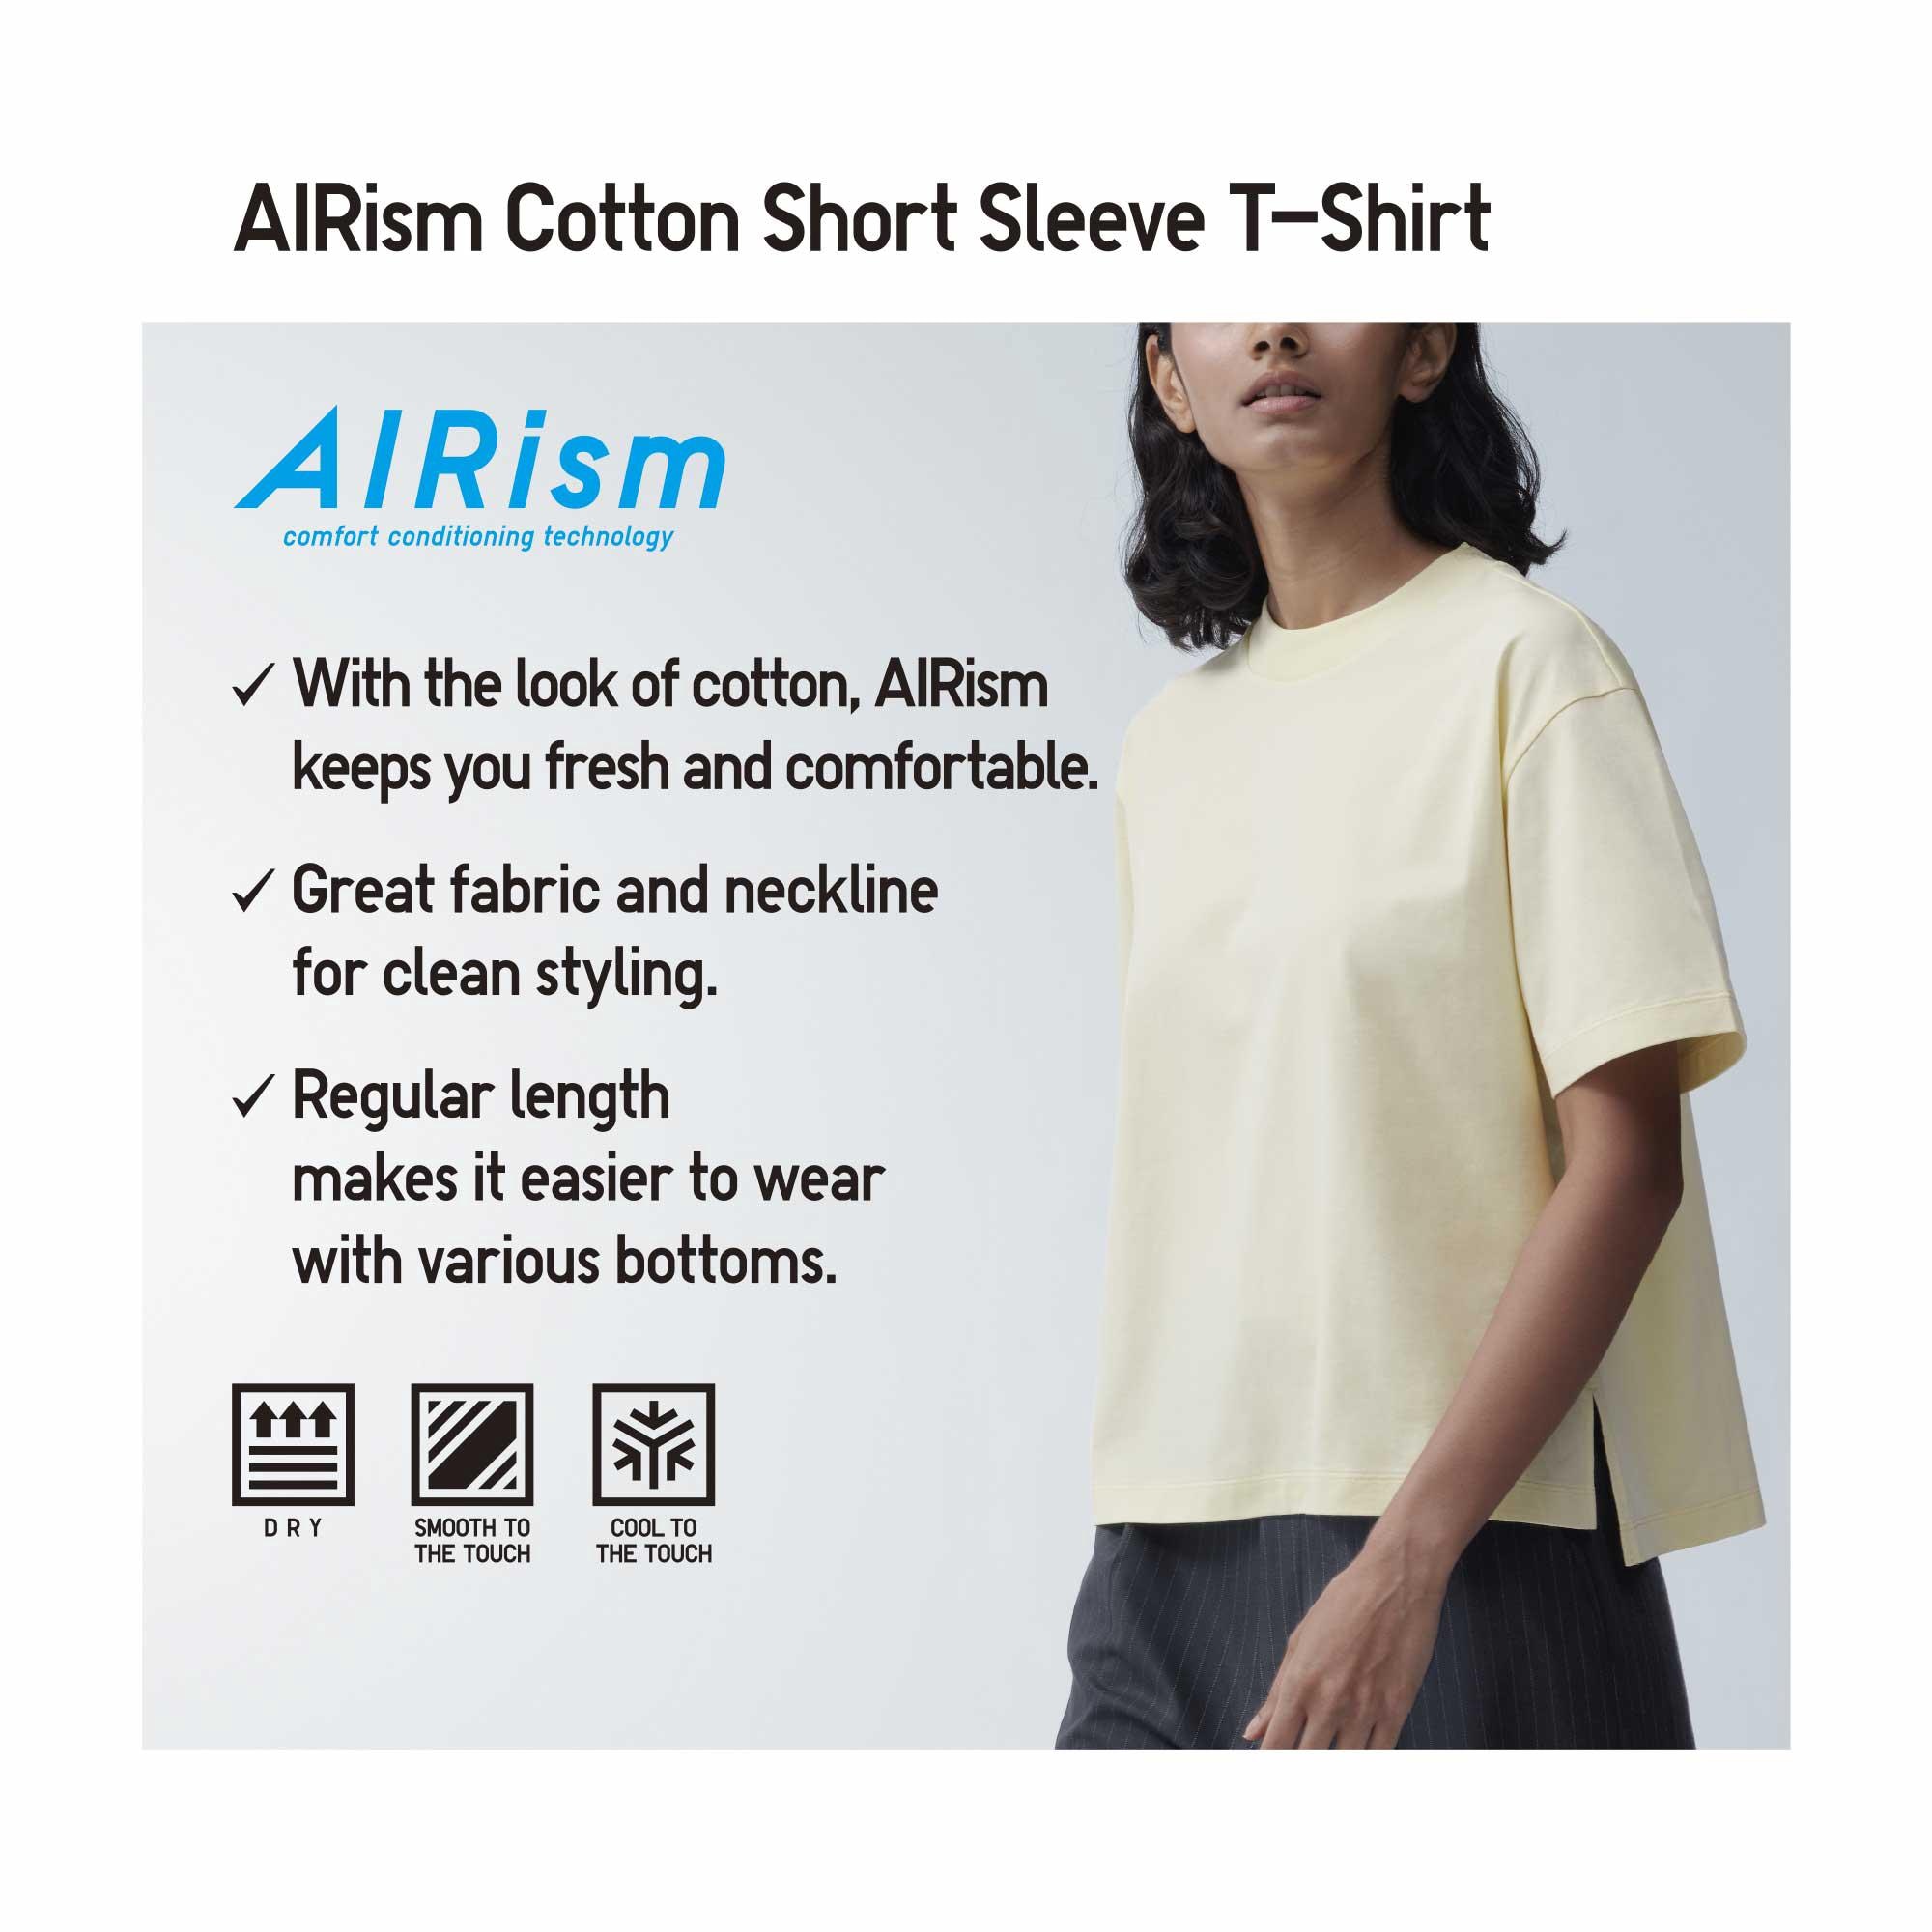 AIRism Cotton Short Sleeve T-Shirt
AIRism
comfort conditioning technology
✓ With the look of cotton, AIRism
keeps you fresh and comfortable.
✓ Great fabric and neckline
for clean styling.
✓ Regular length
makes it easier to wear
with various bottoms.
DRY
SMOOTH TO
THE TOUCH
COOL TO
THE TOUCH